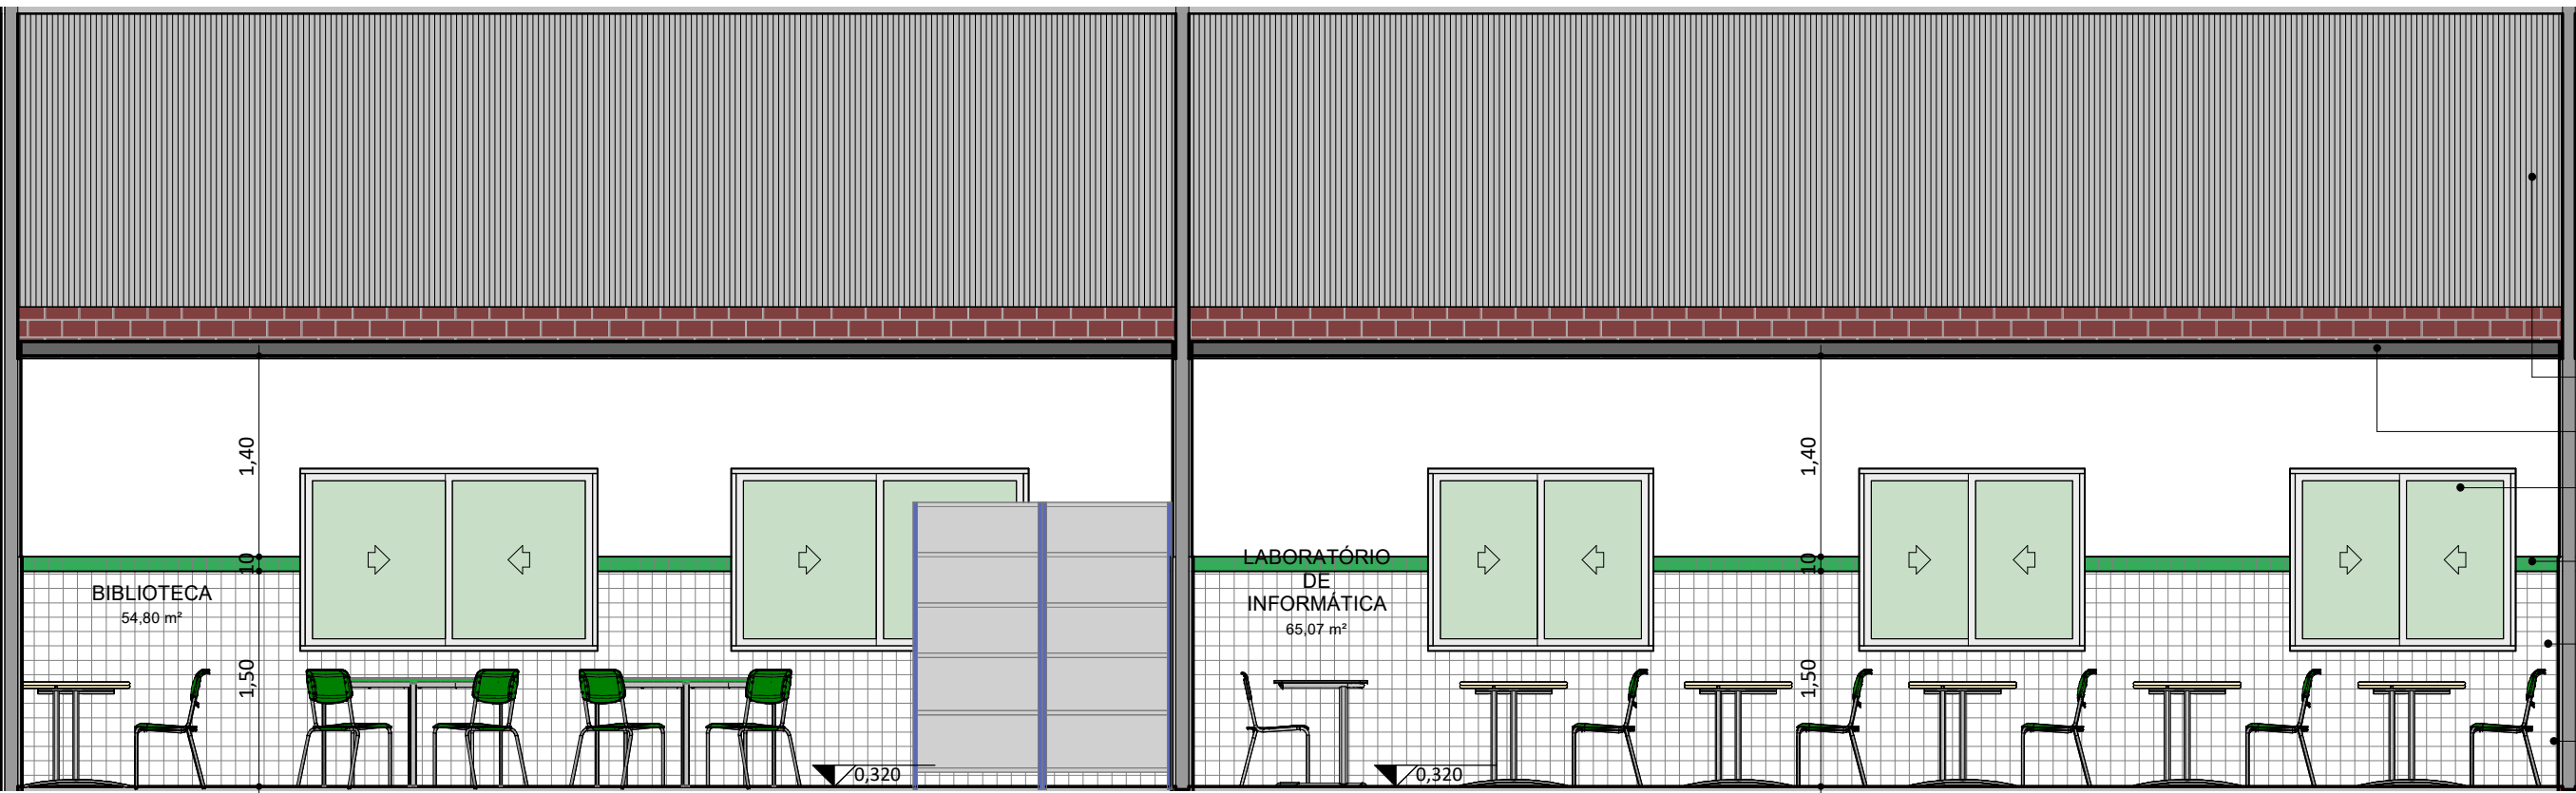 1,40
1,40
10
10
BIBLIOTECA
54,80 m²
LABORATÓRIO
DE
INFORMÁTICA
65,07 m²
1,50
1,50
0,320
0,320